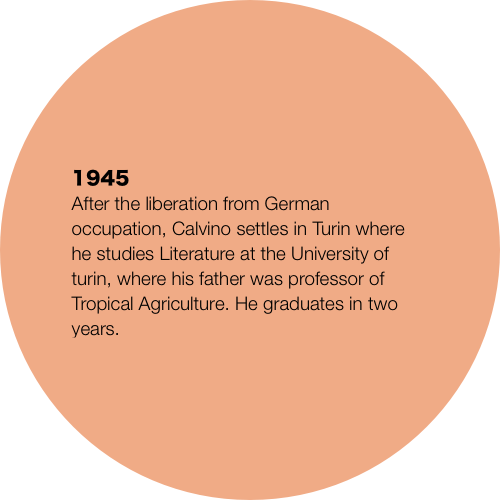 1945
After the liberation from German
occupation, Calvino settles in Turin where
he studies Literature at the University of
turin, where his father was professor of
Tropical Agriculture. He graduates in two
years.